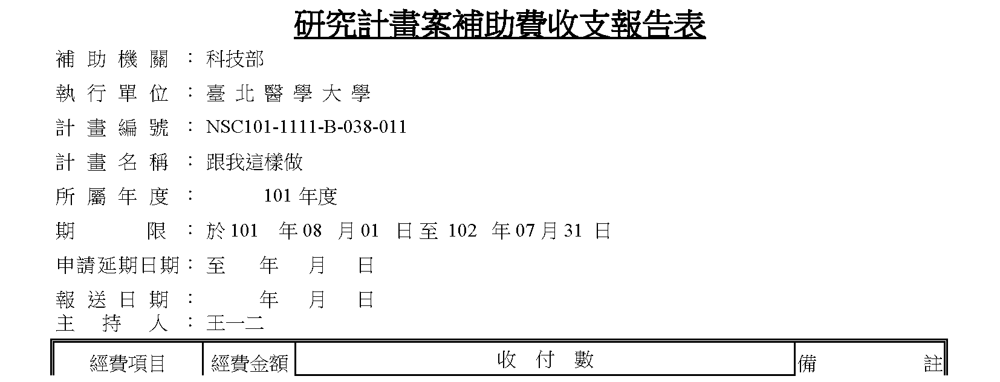 研究計畫案補助費收支報告表
補 助 機 關 ： 科技部
執 行 單 位 ： 臺 北 醫 學 大 學
計 畫 編 號 ： NSC101-1111-B-038-011
計 畫 名 稱 ： 跟我這樣做
所 屬 年 度 ： 101 年度
期 限 ： 於 101 年 08 月 01 日 至 102 年 07 月 31 日
申請延期日期： 至 年 月 日
報 送 日 期 ： 年 月 日
主 持 人 ： 王一二
經費項目 經費金額 收 付 數 備 註